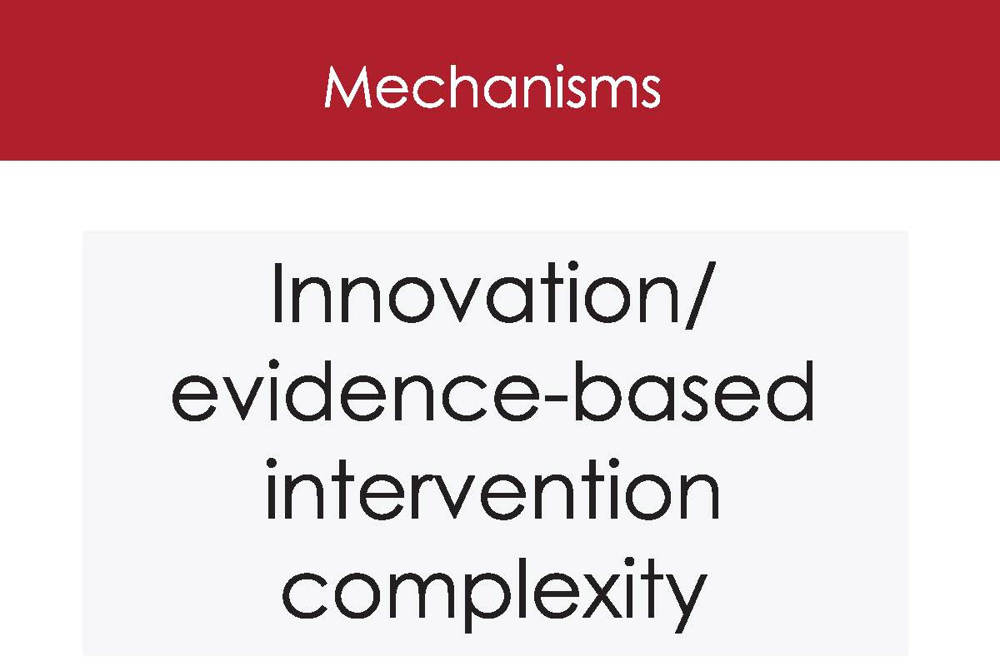 Mechanisms
Innovation/
evidence-based
intervention
complexity